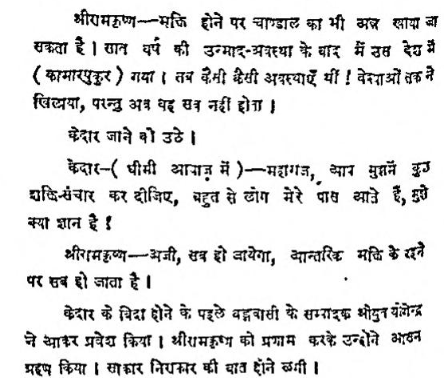 श्रीरामकृष्ण—भक्ति होने पर चाण्डाल का भी अन्न खाया जा
सकता है। सात वर्ष की उन्माद-अवस्था के बाद में उस देश में
(कामारपुकुर) गया। तब कैसी कैसी अवस्थाएँ थीं! वेश्याओं तक ने
खिलाया, परन्तु अब वह सब नहीं होता।
केदार जाने को उठे।
केदार—(धीमी आवाज़ में)—महाराज, आप मुझमें कुछ
शक्ति-संचार कर दीजिए, बहुत से लोग मेरे पास आते हैं, मुझे
क्या ज्ञान है!
श्रीरामकृष्ण—अजी, सब हो जायेगा, आन्तरिक भक्ति के रहने
पर सब हो जाता है।
केदार के बिदा होने के पहले बङ्गवासी के सम्पादक श्रीयुत योगेन्द्र
ने आकर प्रवेश किया। श्रीरामकृष्ण को प्रणाम करके उन्होंने आसन
ग्रहण किया। साकार निराकार की बात होने लगी।